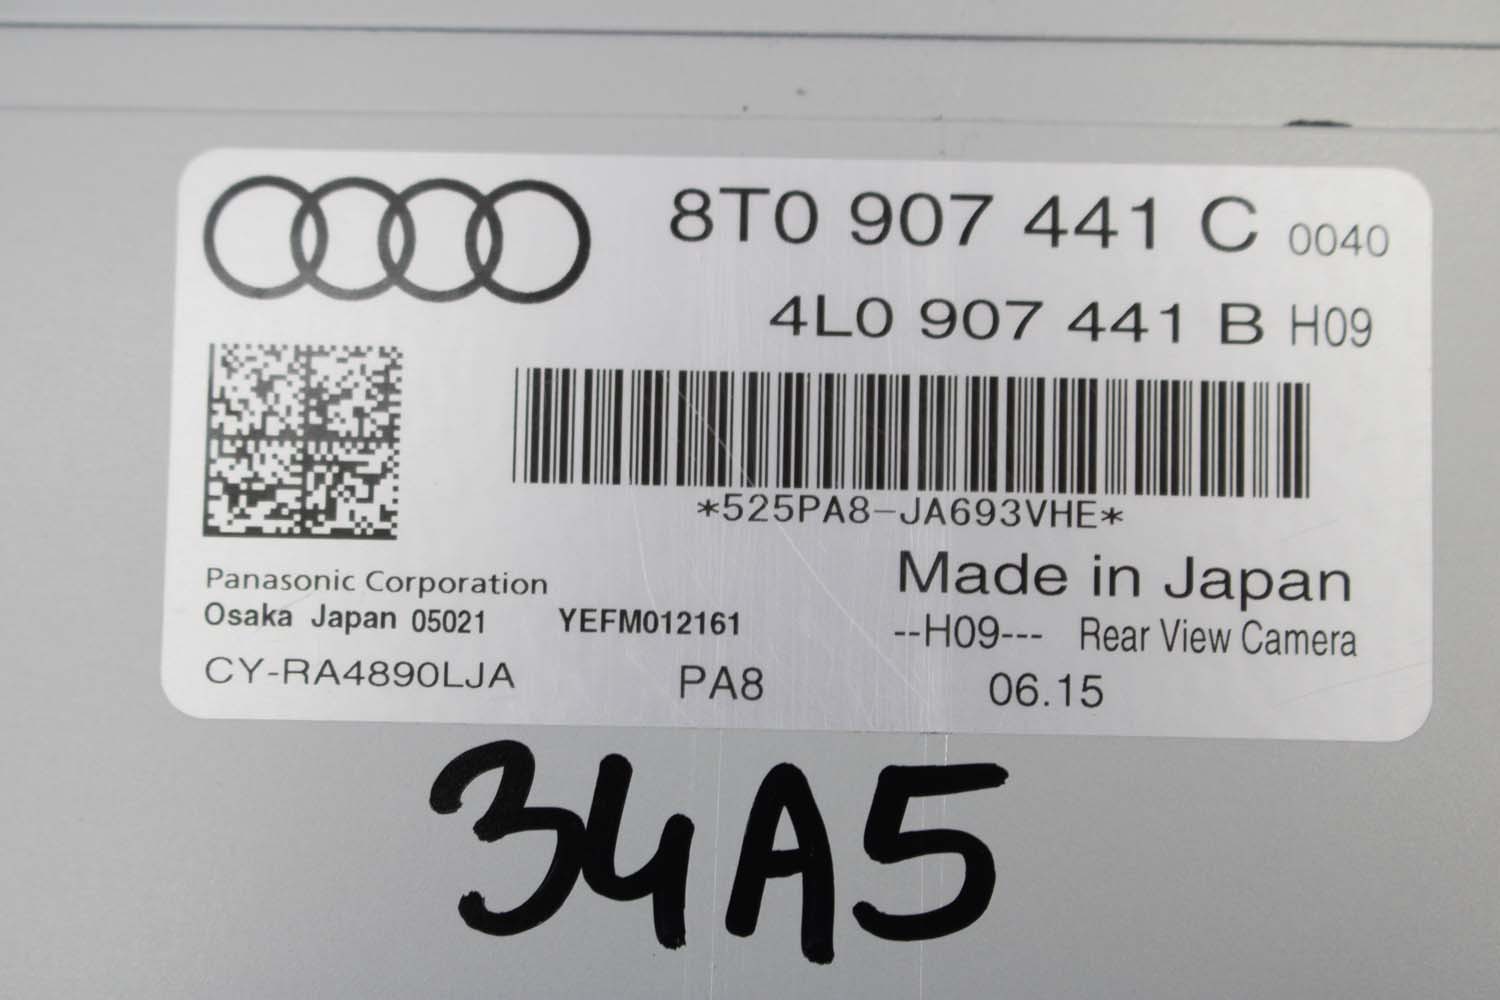 8T0 907 441 C 0040
4L0 907 441 B H09
*525PA8-JA693VHE*
Panasonic Corporation
Made in Japan
Osaka Japan 05021 YEFM012161
--H09--- Rear View Camera
CY-RA4890LJA PA8 06.15
34A5